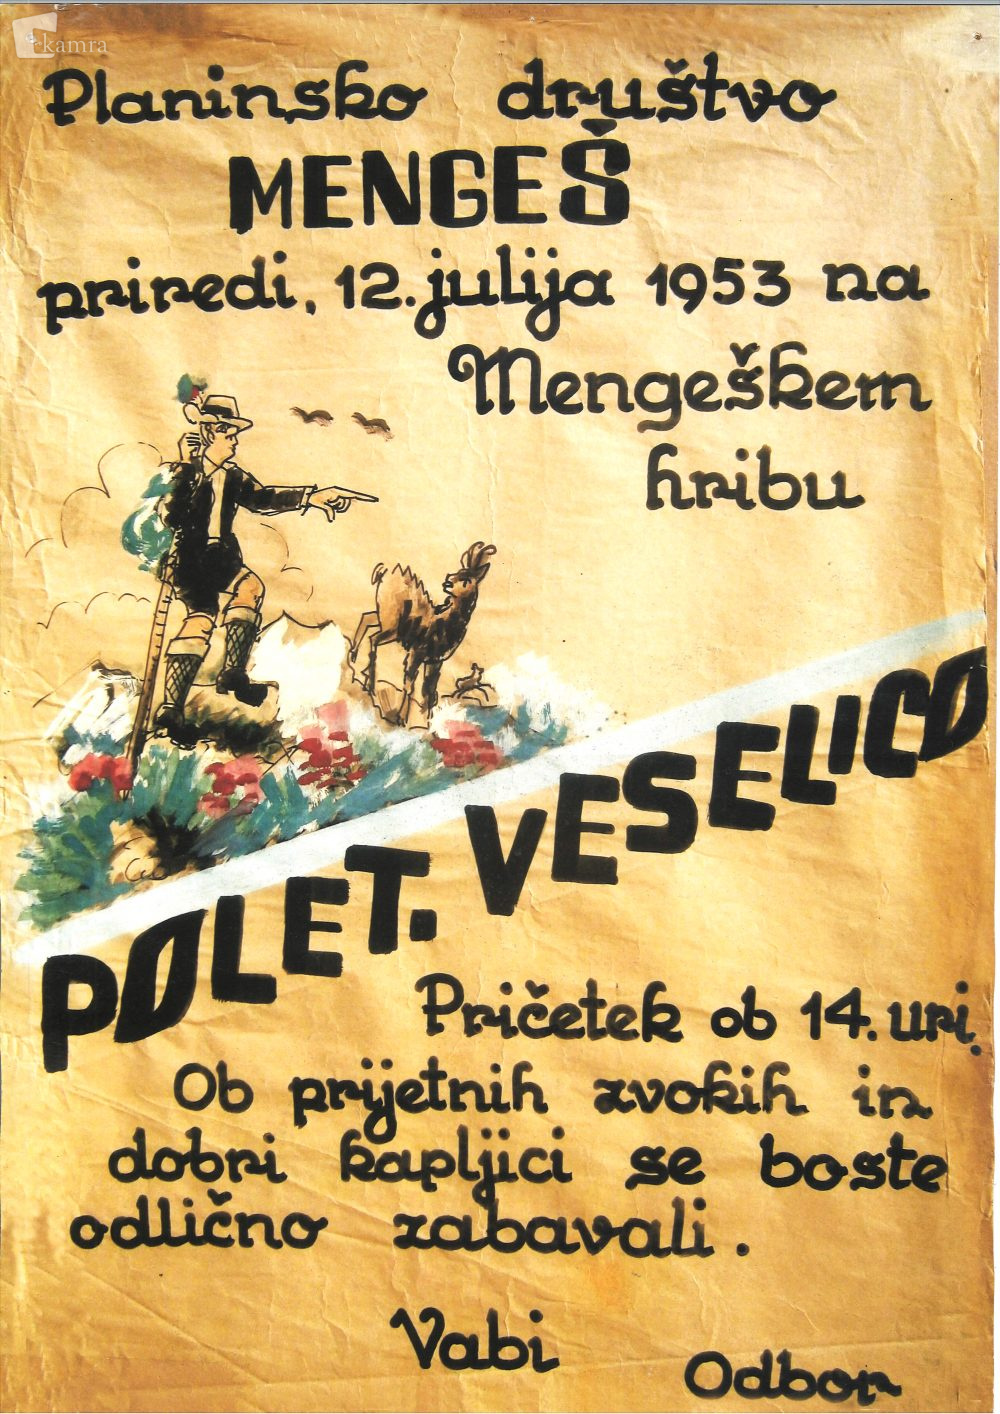 kamra
Planinsko društvo
MENGEŠ
priredi, 12. julija 1953 na
Mengeškem
hribu
POLET. VESELICO
Pričetek ob 14. uri.
Ob prijetnih zvokih in
dobri kapljici se boste
odlično zabavali.
Vabi
Odbor